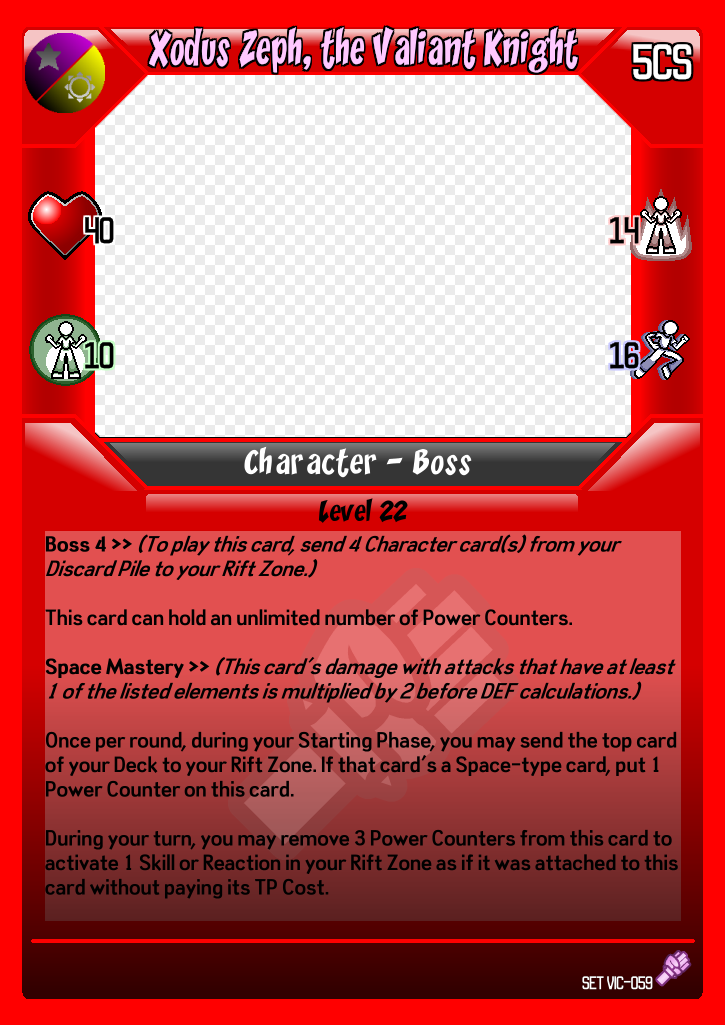 Xodus Zeph, the Valiant Knight
5CS
40
14
10
16
Character - Boss
Level 22
Boss 4 >> (To play this card, send 4 Character card(s) from your
Discard Pile to your Rift Zone.)
This card can hold an unlimited number of Power Counters.
Space Mastery >> (This card's damage with attacks that have at least
1 of the listed elements is multiplied by 2 before DEF calculations.)
Once per round, during your Starting Phase, you may send the top card
of your Deck to your Rift Zone. If that card's a Space-type card, put 1
Power Counter on this card.
During your turn, you may remove 3 Power Counters from this card to
activate 1 Skill or Reaction in your Rift Zone as if it was attached to this
card without paying its TP Cost.
SET VIC-059